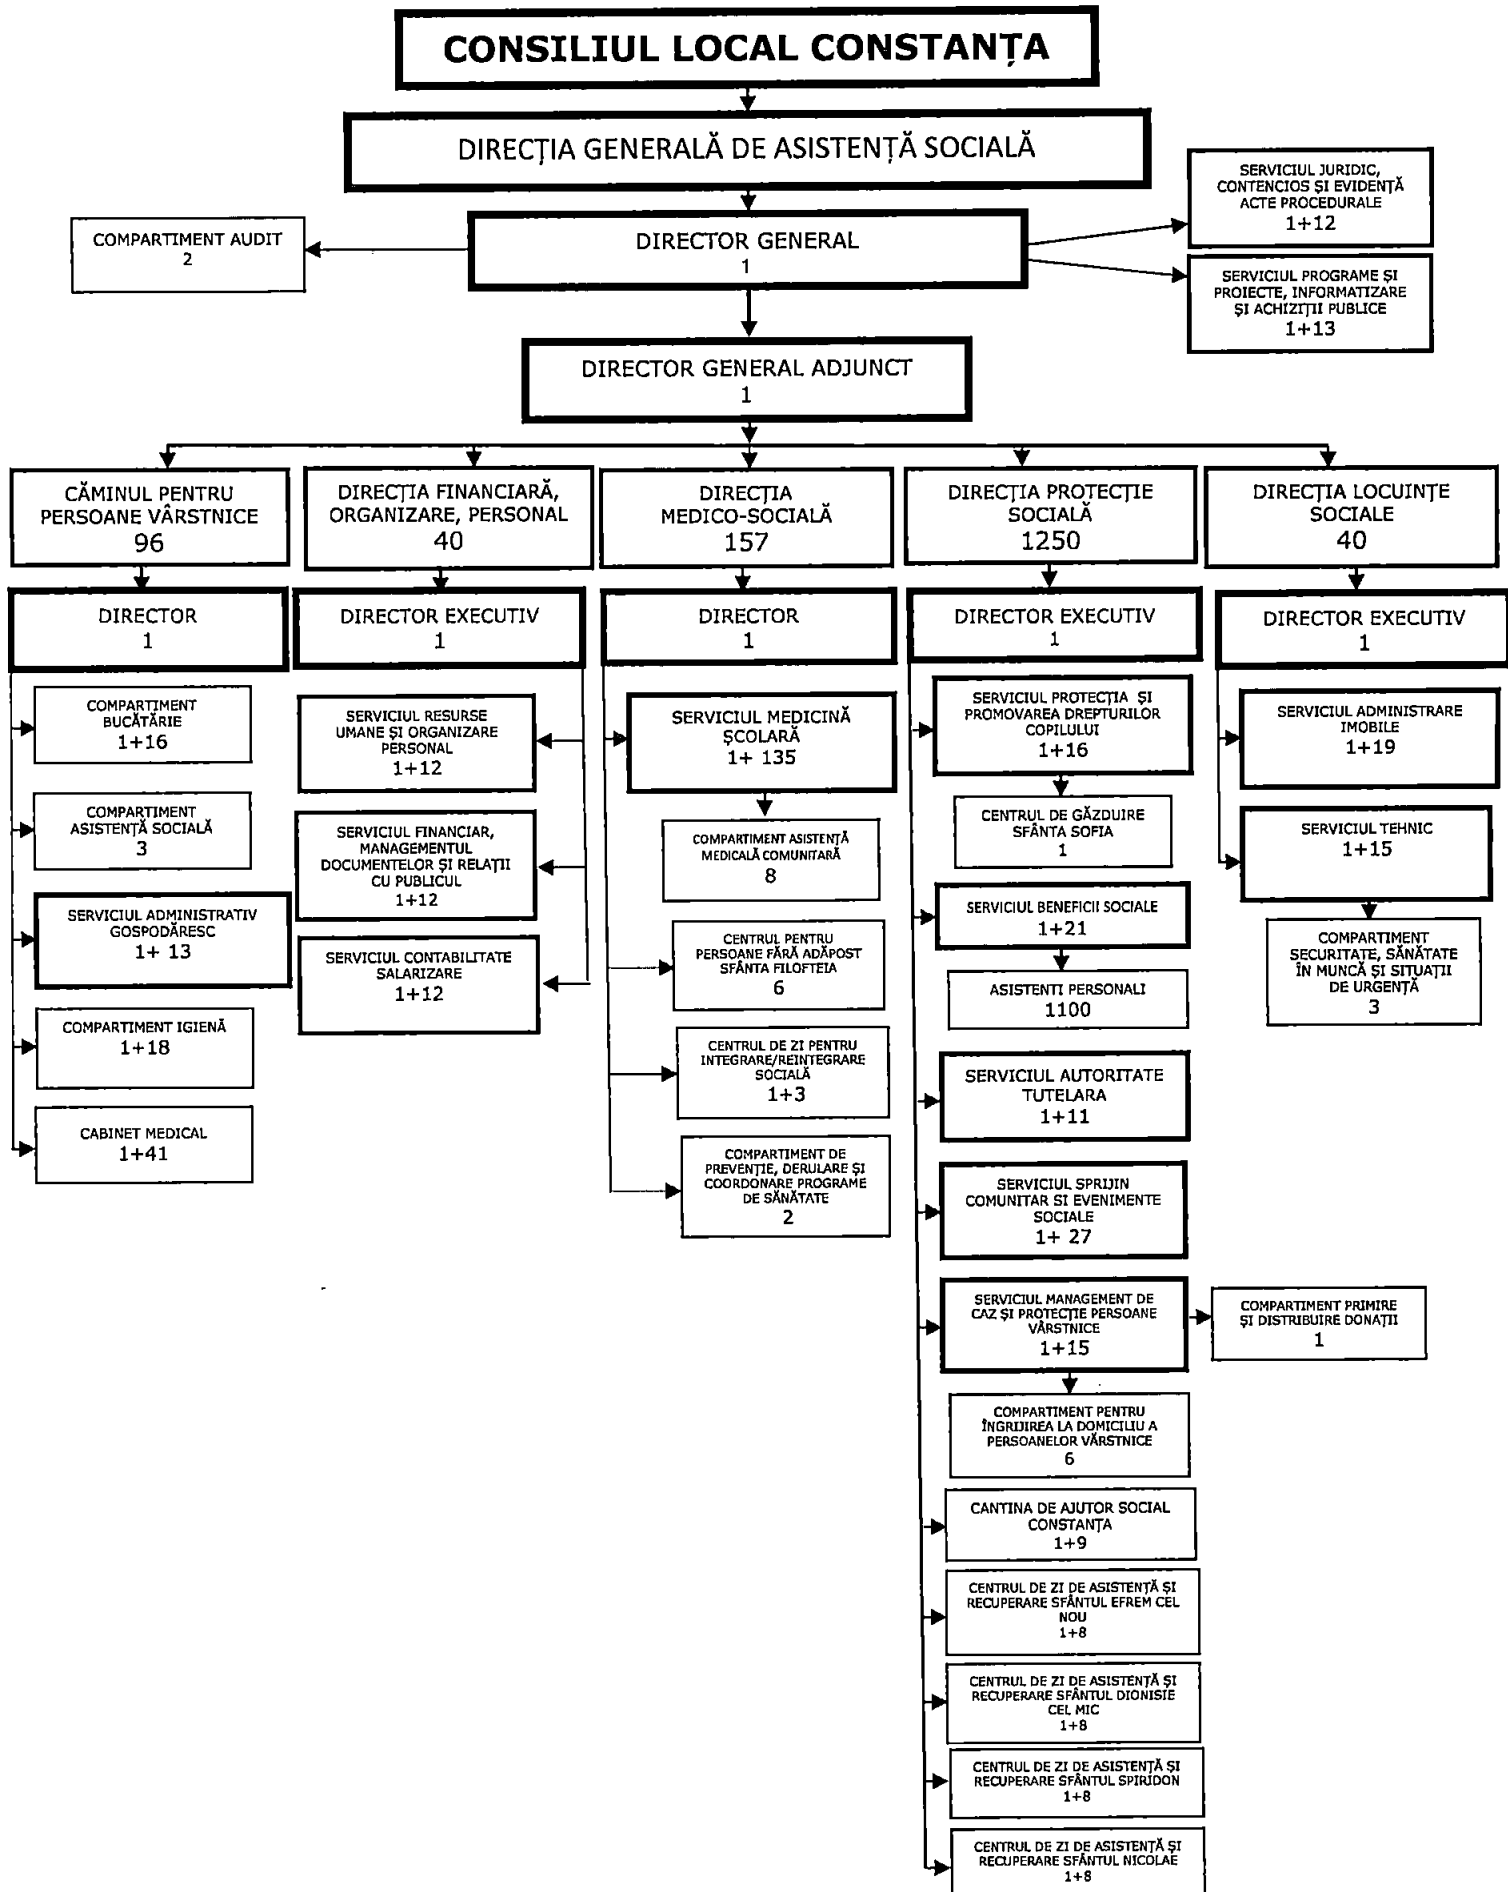 CONSILIUL LOCAL CONSTANȚA
DIRECȚIA GENERALĂ DE ASISTENȚĂ SOCIALĂ
SERVICIUL JURIDIC,
CONTENCIOS ȘI EVIDENȚĂ
ACTE PROCEDURALE
1+12
COMPARTIMENT AUDIT
2
DIRECTOR GENERAL
1
SERVICIUL PROGRAME ȘI
PROIECTE, INFORMATIZARE
ȘI ACHIZIȚII PUBLICE
1+13
DIRECTOR GENERAL ADJUNCT
1
CĂMINUL PENTRU
PERSOANE VÂRSTNICE
96
DIRECȚIA FINANCIARĂ,
ORGANIZARE, PERSONAL
40
DIRECȚIA
MEDICO-SOCIALĂ
157
DIRECȚIA PROTECȚIE
SOCIALĂ
1250
DIRECȚIA LOCUINȚE
SOCIALE
40
DIRECTOR
1
DIRECTOR EXECUTIV
1
DIRECTOR
1
DIRECTOR EXECUTIV
1
DIRECTOR EXECUTIV
1
COMPARTIMENT
BUCĂTĂRIE
1+16
COMPARTIMENT
ASISTENȚĂ SOCIALĂ
3
SERVICIUL ADMINISTRATIV
GOSPODĂRESC
1+ 13
COMPARTIMENT IGIENĂ
1+18
CABINET MEDICAL
1+41
SERVICIUL RESURSE
UMANE ȘI ORGANIZARE
PERSONAL
1+12
SERVICIUL FINANCIAR,
MANAGEMENTUL
DOCUMENTELOR ȘI RELAȚII
CU PUBLICUL
1+12
SERVICIUL CONTABILITATE
SALARIZARE
1+12
SERVICIUL MEDICINĂ
ȘCOLARĂ
1+ 135
COMPARTIMENT ASISTENȚĂ
MEDICALĂ COMUNITARĂ
8
CENTRUL PENTRU
PERSOANE FĂRĂ ADĂPOST
SFÂNTA FILOFTEIA
6
CENTRUL DE ZI PENTRU
INTEGRARE/REINTEGRARE
SOCIALĂ
1+3
COMPARTIMENT DE
PREVENȚIE, DERULARE ȘI
COORDONARE PROGRAME
DE SĂNĂTATE
2
SERVICIUL PROTECȚIA ȘI
PROMOVAREA DREPTURILOR
COPILULUI
1+16
CENTRUL DE GĂZDUIRE
SFÂNTA SOFIA
1
SERVICIUL BENEFICII SOCIALE
1+21
ASISTENTI PERSONALI
1100
SERVICIUL AUTORITATE
TUTELARA
1+11
SERVICIUL SPRIJIN
COMUNITAR SI EVENIMENTE
SOCIALE
1+ 27
SERVICIUL MANAGEMENT DE
CAZ ȘI PROTECȚIE PERSOANE
VÂRSTNICE
1+15
COMPARTIMENT PRIMIRE
ȘI DISTRIBUIRE DONAȚII
1
COMPARTIMENT PENTRU
ÎNGRIJIREA LA DOMICILIU A
PERSOANELOR VÂRSTNICE
6
CANTINA DE AJUTOR SOCIAL
CONSTANȚA
1+9
CENTRUL DE ZI DE ASISTENȚĂ ȘI
RECUPERARE SFÂNTUL EFREM CEL
NOU
1+8
CENTRUL DE ZI DE ASISTENȚĂ ȘI
RECUPERARE SFÂNTUL DIONISIE
CEL MIC
1+8
CENTRUL DE ZI DE ASISTENȚĂ ȘI
RECUPERARE SFÂNTUL SPIRIDON
1+8
CENTRUL DE ZI DE ASISTENȚĂ ȘI
RECUPERARE SFÂNTUL NICOLAE
1+8
SERVICIUL ADMINISTRARE
IMOBILE
1+19
SERVICIUL TEHNIC
1+15
COMPARTIMENT
SECURITATE, SĂNĂTATE
ÎN MUNCĂ ȘI SITUAȚII
DE URGENȚĂ
3